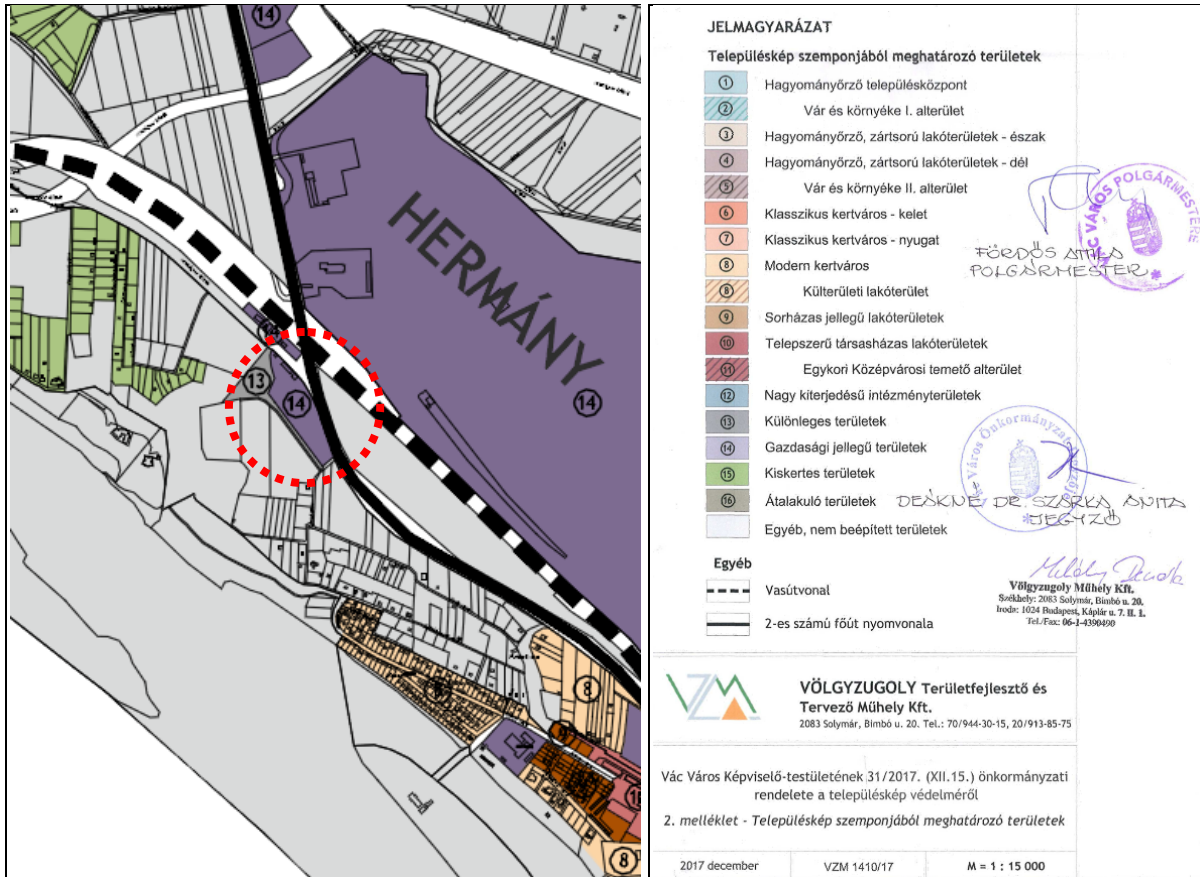 14
HERMÁNY
14
13
14
8
8
JELMAGYARÁZAT
Településkép szemponjából meghatározó területek
1 Hagyományőrző településközpont
2 Vár és környéke I. alterület
3 Hagyományőrző, zártsorú lakóterületek - észak
4 Hagyományőrző, zártsorú lakóterületek - dél
5 Vár és környéke II. alterület
6 Klasszikus kertváros - kelet
7 Klasszikus kertváros - nyugat
8 Modern kertváros
8 Külterületi lakóterület
9 Sorházas jellegű lakóterületek
10 Telepszerű társasházas lakóterületek
11 Egykori Középvárosi temető alterület
12 Nagy kiterjedésű intézményterületek
13 Különleges területek
14 Gazdasági jellegű területek
15 Kiskertes területek
16 Átalakuló területek
Egyéb, nem beépített területek
Egyéb
Vasútvonal
2-es számú főút nyomvonala
VÁC VÁROS POLGÁRMESTERE
FÖRDŐS ATTILA
POLGÁRMESTER
DEÁKNÉ DR. SZARKA ANITA
JEGYZŐ
Völgyzugoly Műhely Kft.
Székhely: 2083 Solymár, Bimbó u. 20.
Iroda: 1024 Budapest, Káplár u. 7. II. 1.
Tel./Fax: 06-1-4390490
VZM
VÖLGYZUGOLY Területfejlesztő és
Tervező Műhely Kft.
2083 Solymár, Bimbó u. 20. Tel.: 70/944-30-15, 20/913-85-75
Vác Város Képviselő-testületének 31/2017. (XII.15.) önkormányzati
rendelete a településkép védelméről
2. melléklet - Településkép szemponjából meghatározó területek
2017 december VZM 1410/17 M = 1 : 15 000